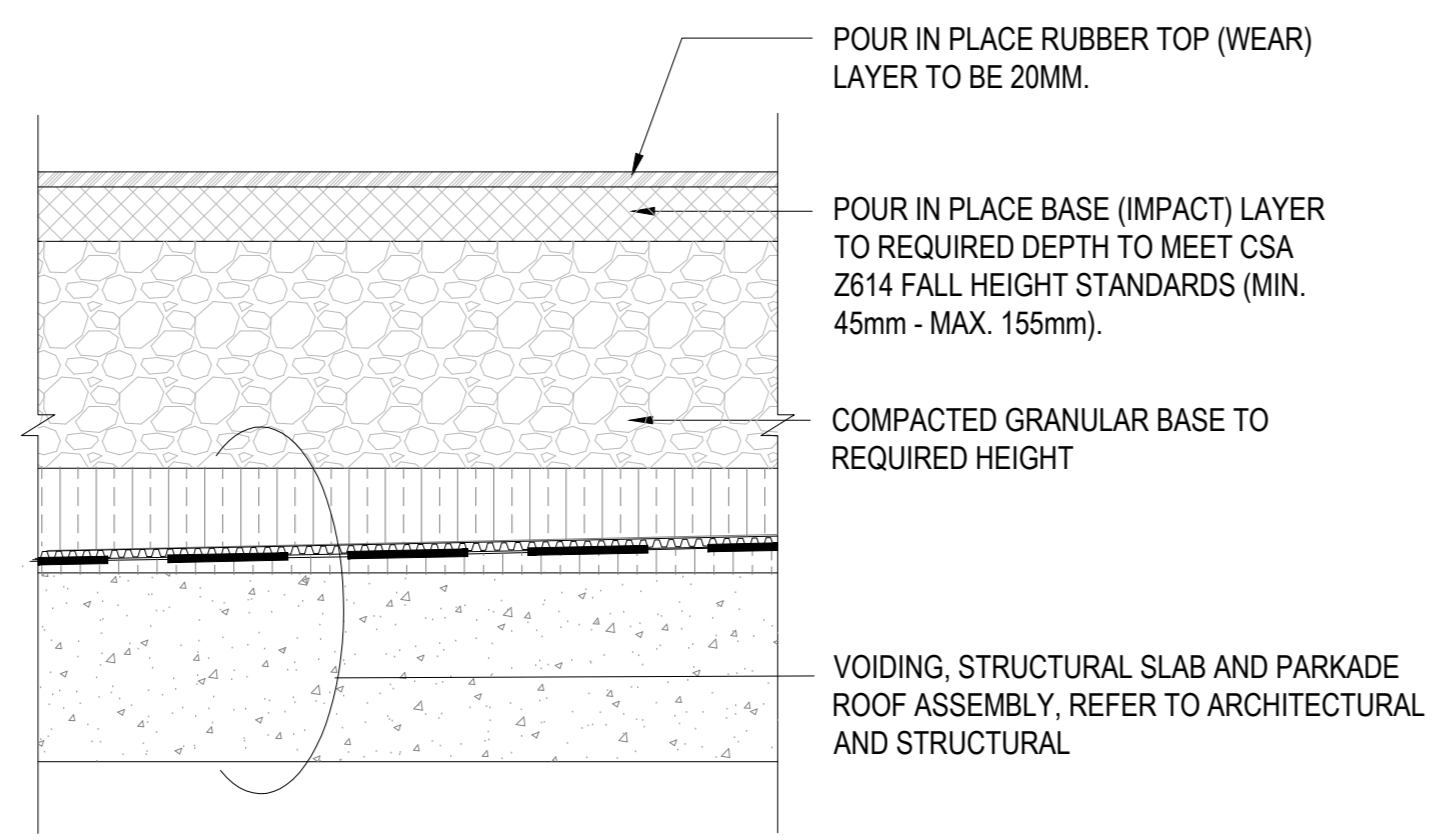 POUR IN PLACE RUBBER TOP (WEAR)
LAYER TO BE 20MM.
POUR IN PLACE BASE (IMPACT) LAYER
TO REQUIRED DEPTH TO MEET CSA
Z614 FALL HEIGHT STANDARDS (MIN.
45mm - MAX. 155mm).
COMPACTED GRANULAR BASE TO
REQUIRED HEIGHT
VOIDING, STRUCTURAL SLAB AND PARKADE
ROOF ASSEMBLY, REFER TO ARCHITECTURAL
AND STRUCTURAL